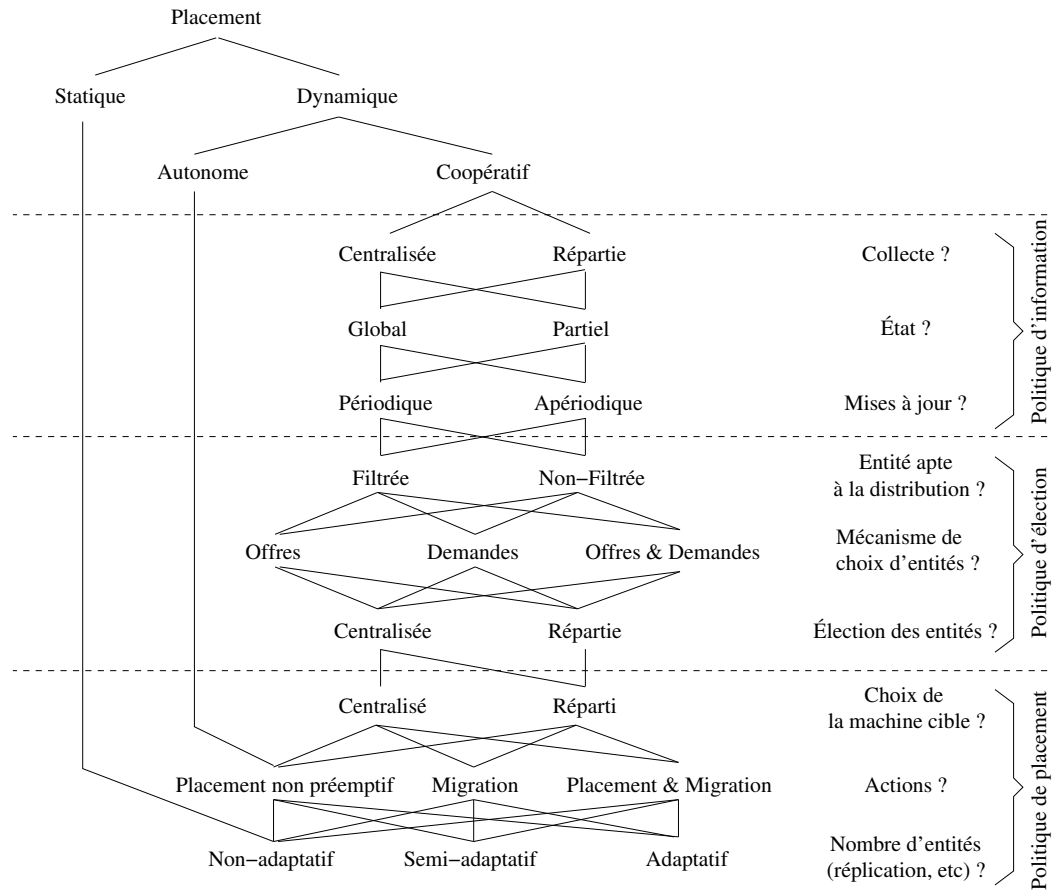 Placement
Statique Dynamique
Autonome Coopératif
Centralisée Répartie Collecte ?
Global Partiel État ?
Périodique Apériodique Mises à jour ?
Politique d'information
Filtrée Non−Filtrée Entité apte
à la distribution ?
Offres Demandes Offres & Demandes Mécanisme de
choix d'entités ?
Centralisée Répartie Élection des entités ?
Politique d'élection
Centralisé Réparti Choix de
la machine cible ?
Placement non préemptif Migration Placement & Migration Actions ?
Non−adaptatif Semi−adaptatif Adaptatif Nombre d'entités
(réplication, etc) ?
Politique de placement